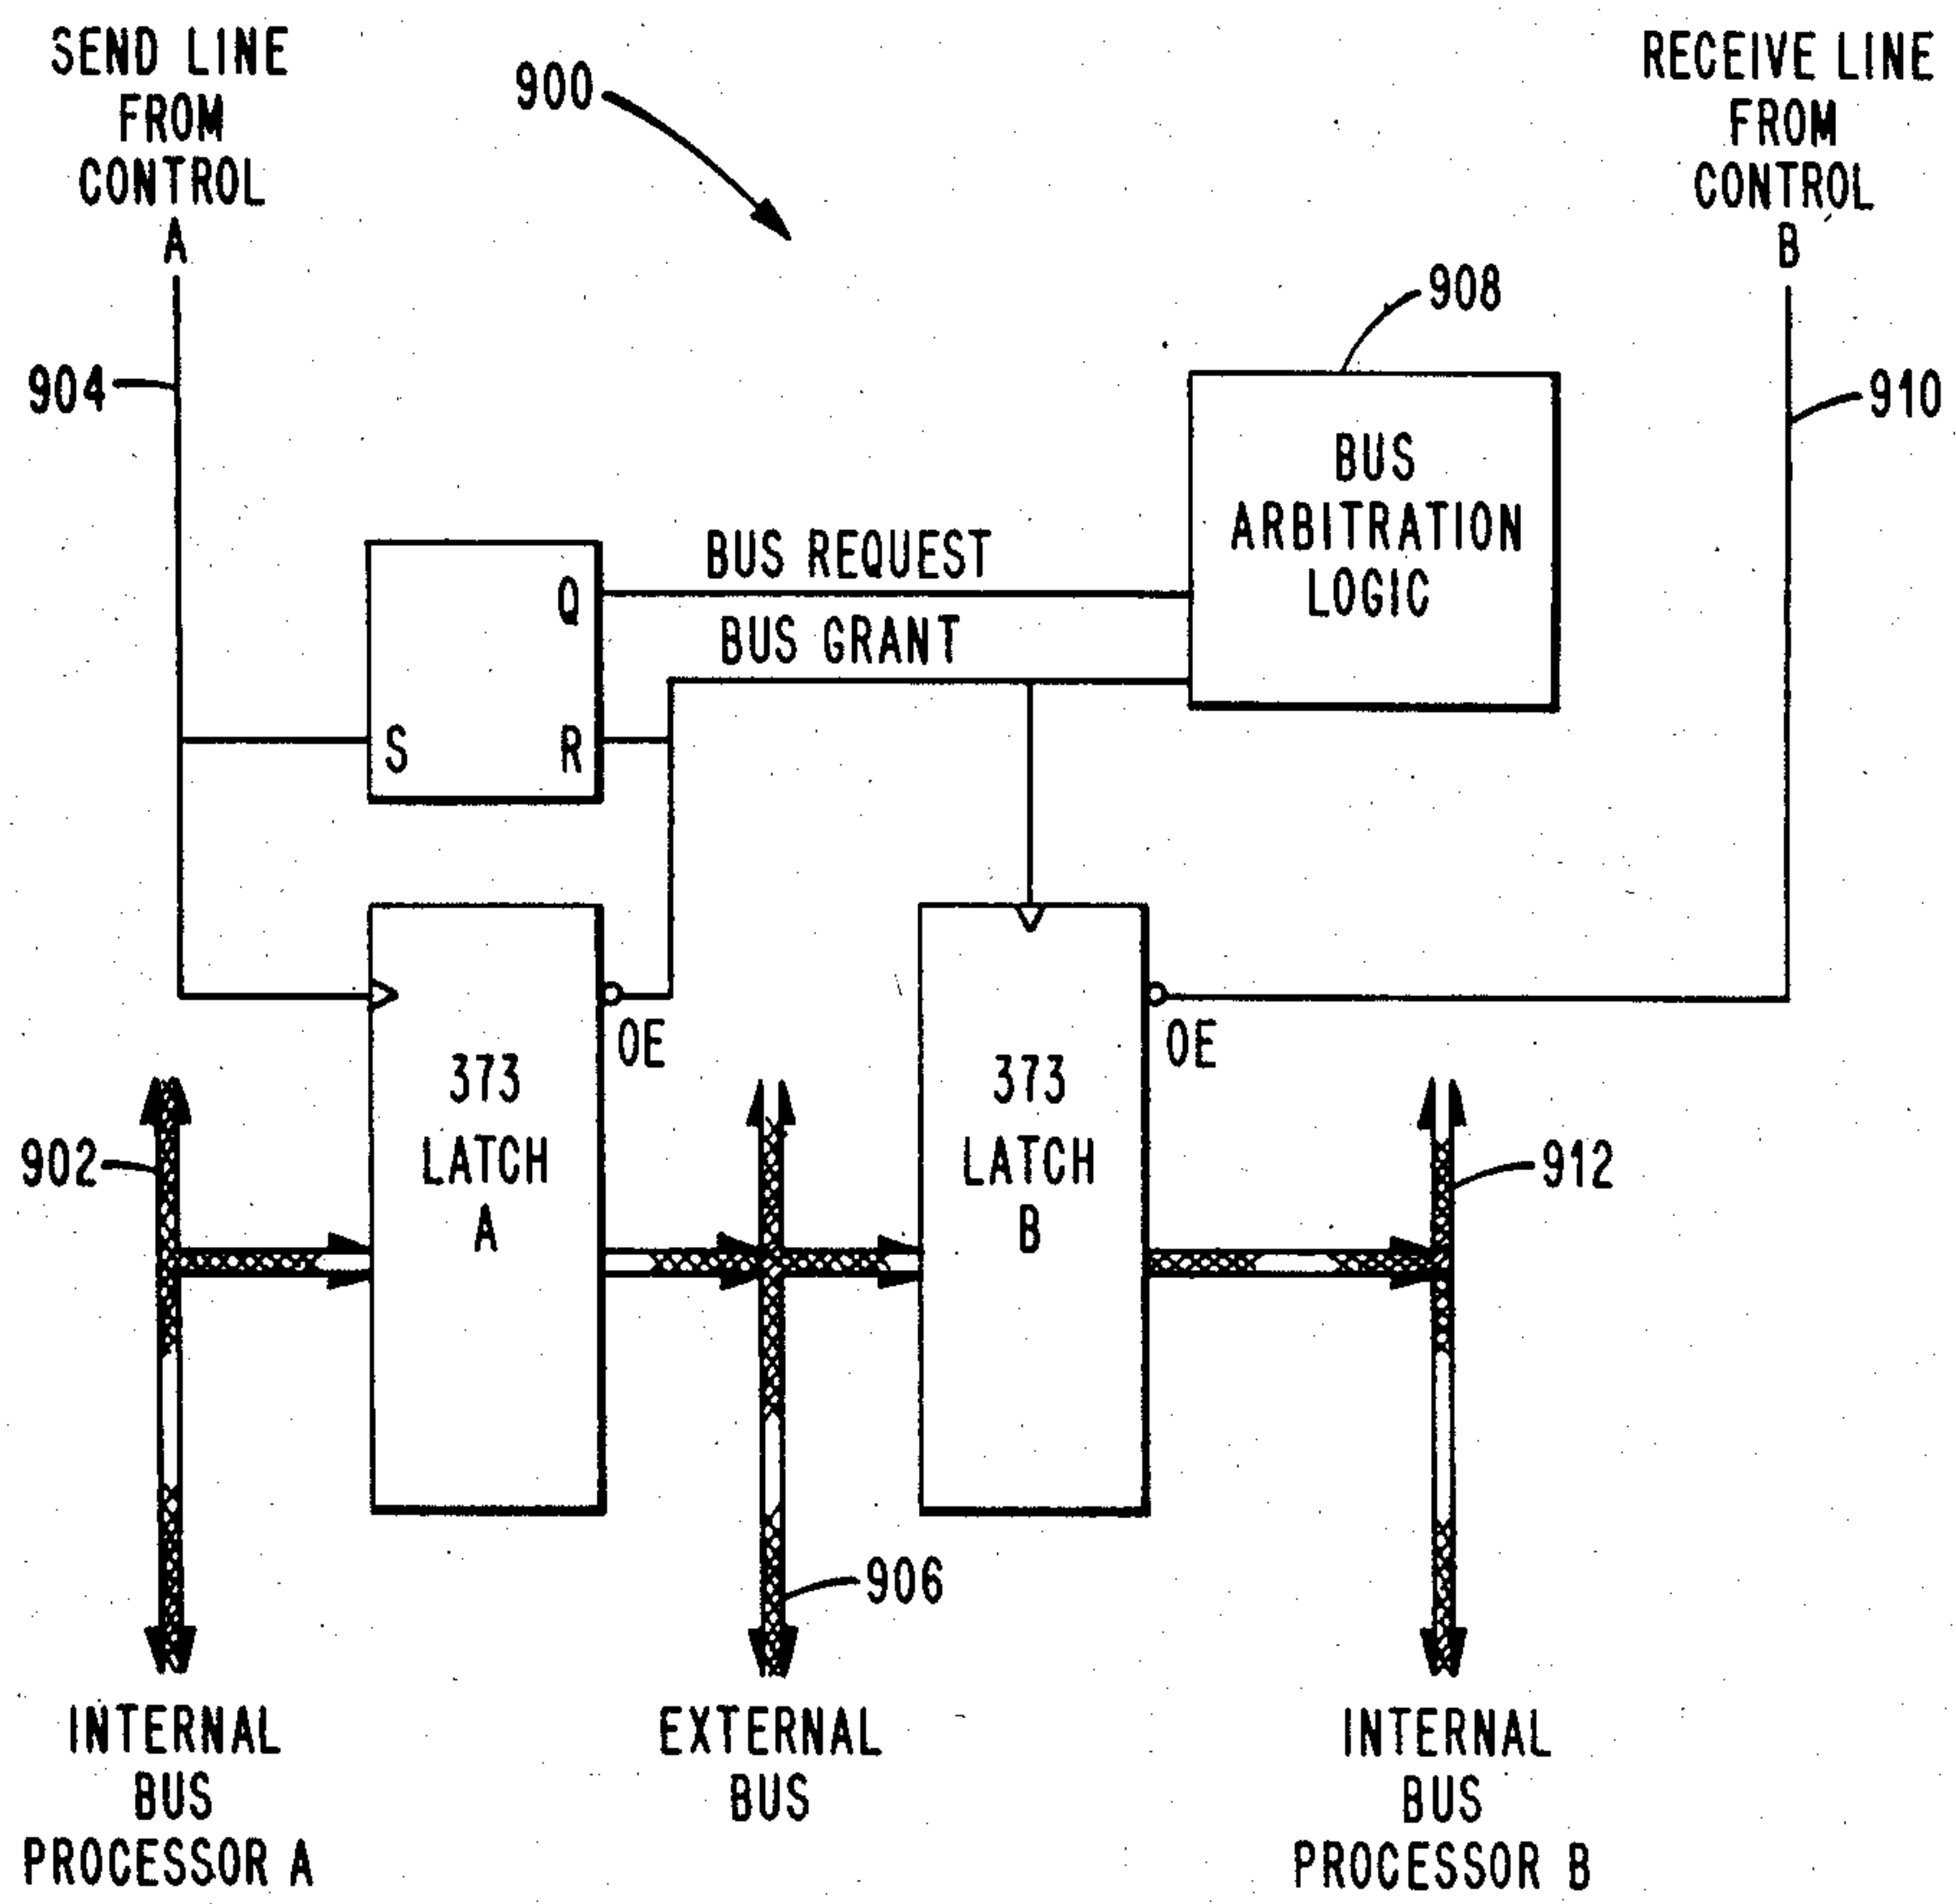 SEND LINE
FROM
CONTROL
A
900
RECEIVE LINE
FROM
CONTROL
B
908
904
910
BUS
ARBITRATION
LOGIC
BUS REQUEST
Q
BUS GRANT
S
R
OE
OE
373
LATCH
A
373
LATCH
B
902
912
906
INTERNAL
BUS
PROCESSOR A
EXTERNAL
BUS
INTERNAL
BUS
PROCESSOR B